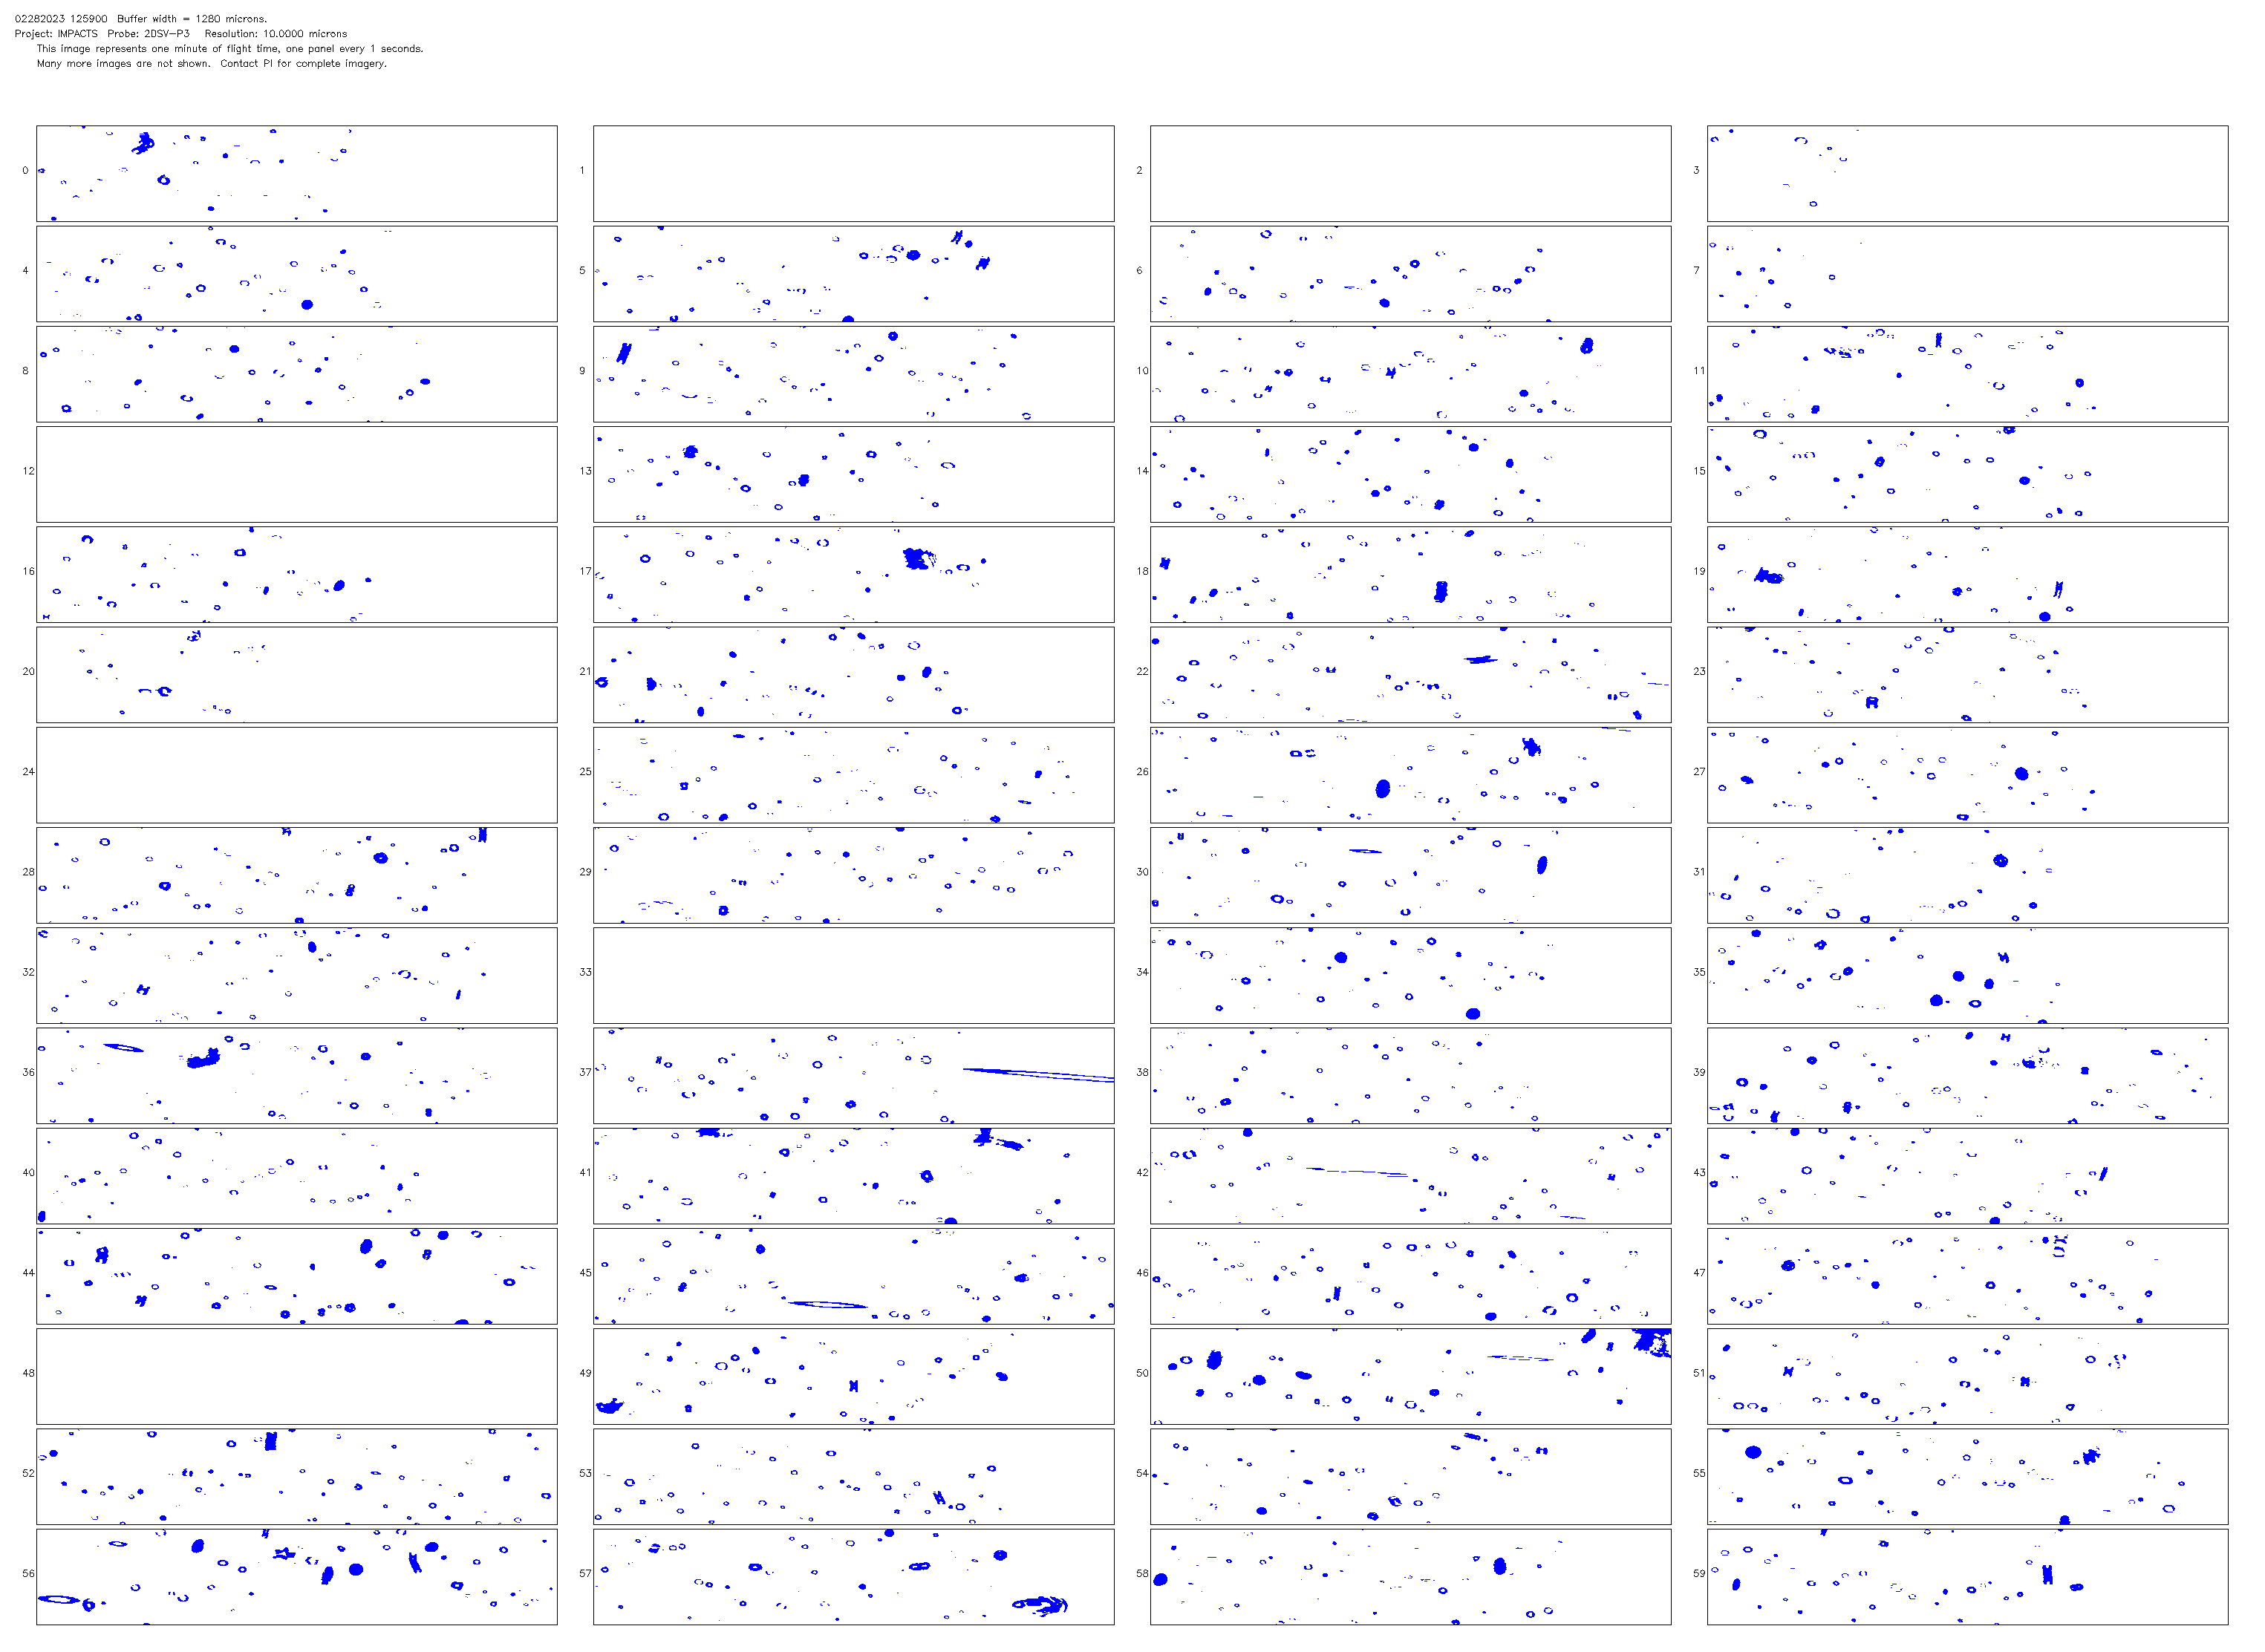 02282023 125900 Buffer width = 1280 microns.
Project: IMPACTS Probe: 2DSV-P3 Resolution: 10.0000 microns
This image represents one minute of flight time, one panel every 1 seconds.
Many more images are not shown. Contact PI for complete imagery.
0 1 2 3
4 5 6 7
8 9 10 11
12 13 14 15
16 17 18 19
20 21 22 23
24 25 26 27
28 29 30 31
32 33 34 35
36 37 38 39
40 41 42 43
44 45 46 47
48 49 50 51
52 53 54 55
56 57 58 59